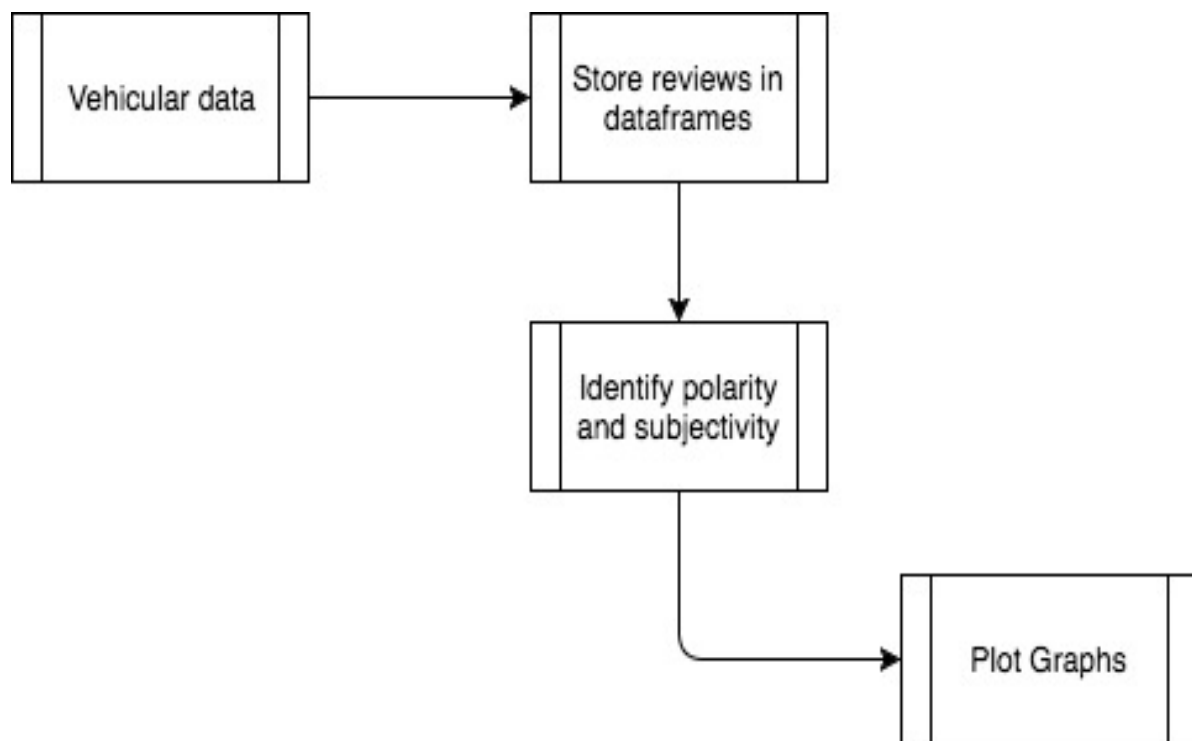 Vehicular data
Store reviews in
dataframes
Identify polarity
and subjectivity
Plot Graphs